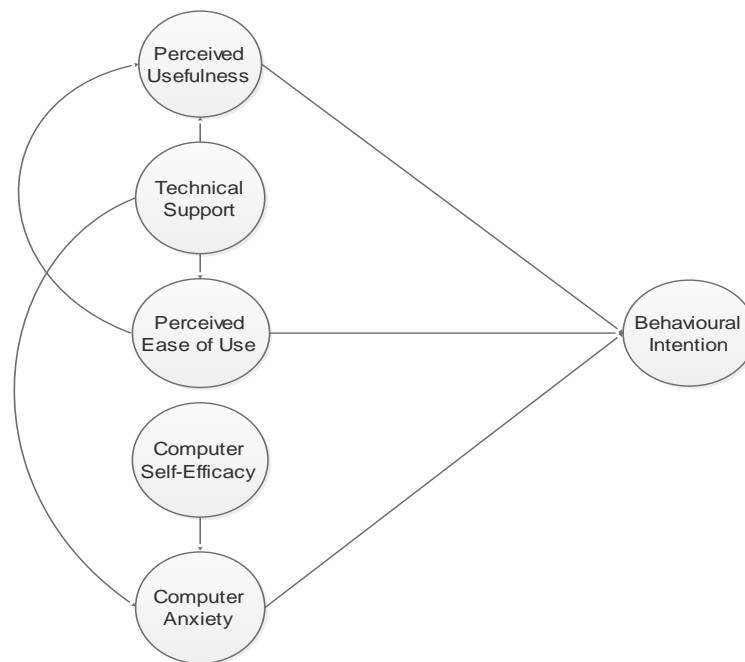 Perceived
Usefulness
Technical
Support
Perceived
Ease of Use
Behavioural
Intention
Computer
Self-Efficacy
Computer
Anxiety